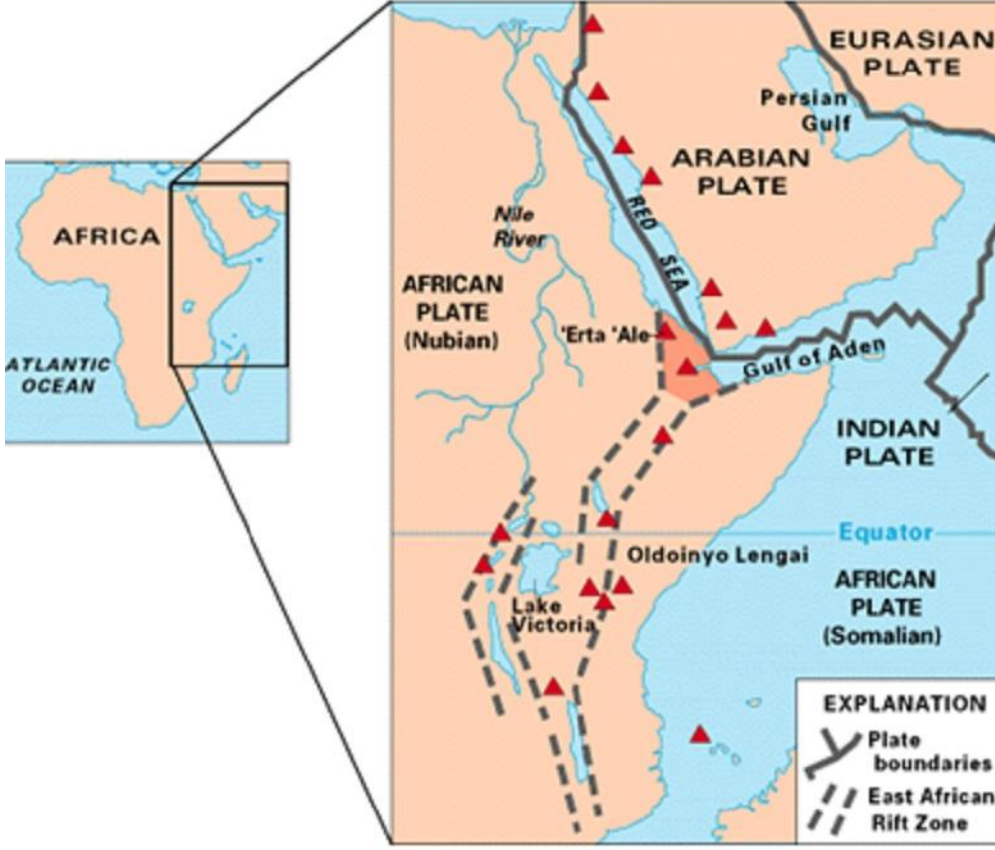 EURASIAN
PLATE
Persian
Gulf
ARABIAN
PLATE
RED
SEA
Nile
River
AFRICA
AFRICAN
PLATE
(Nubian)
'Erta 'Ale
Gulf of Aden
ATLANTIC
OCEAN
INDIAN
PLATE
Equator
Oldoinyo Lengai
AFRICAN
PLATE
(Somalian)
Lake
Victoria
EXPLANATION
Plate
boundaries
East African
Rift Zone